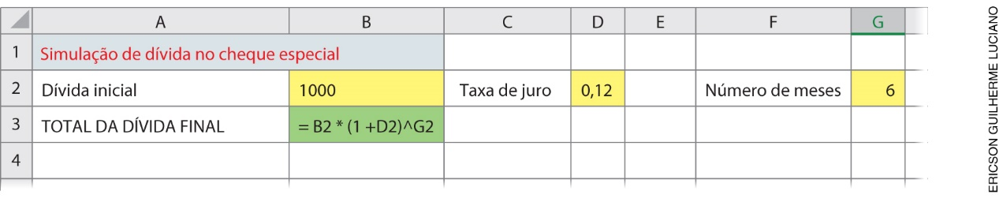 A B C D E F G
1 Simulação de dívida no cheque especial
2 Dívida inicial 1000 Taxa de juro 0,12 Número de meses 6
3 TOTAL DA DÍVIDA FINAL = B2 * (1 +D2)^G2
4
ERICSON GUILHERME LUCIANO